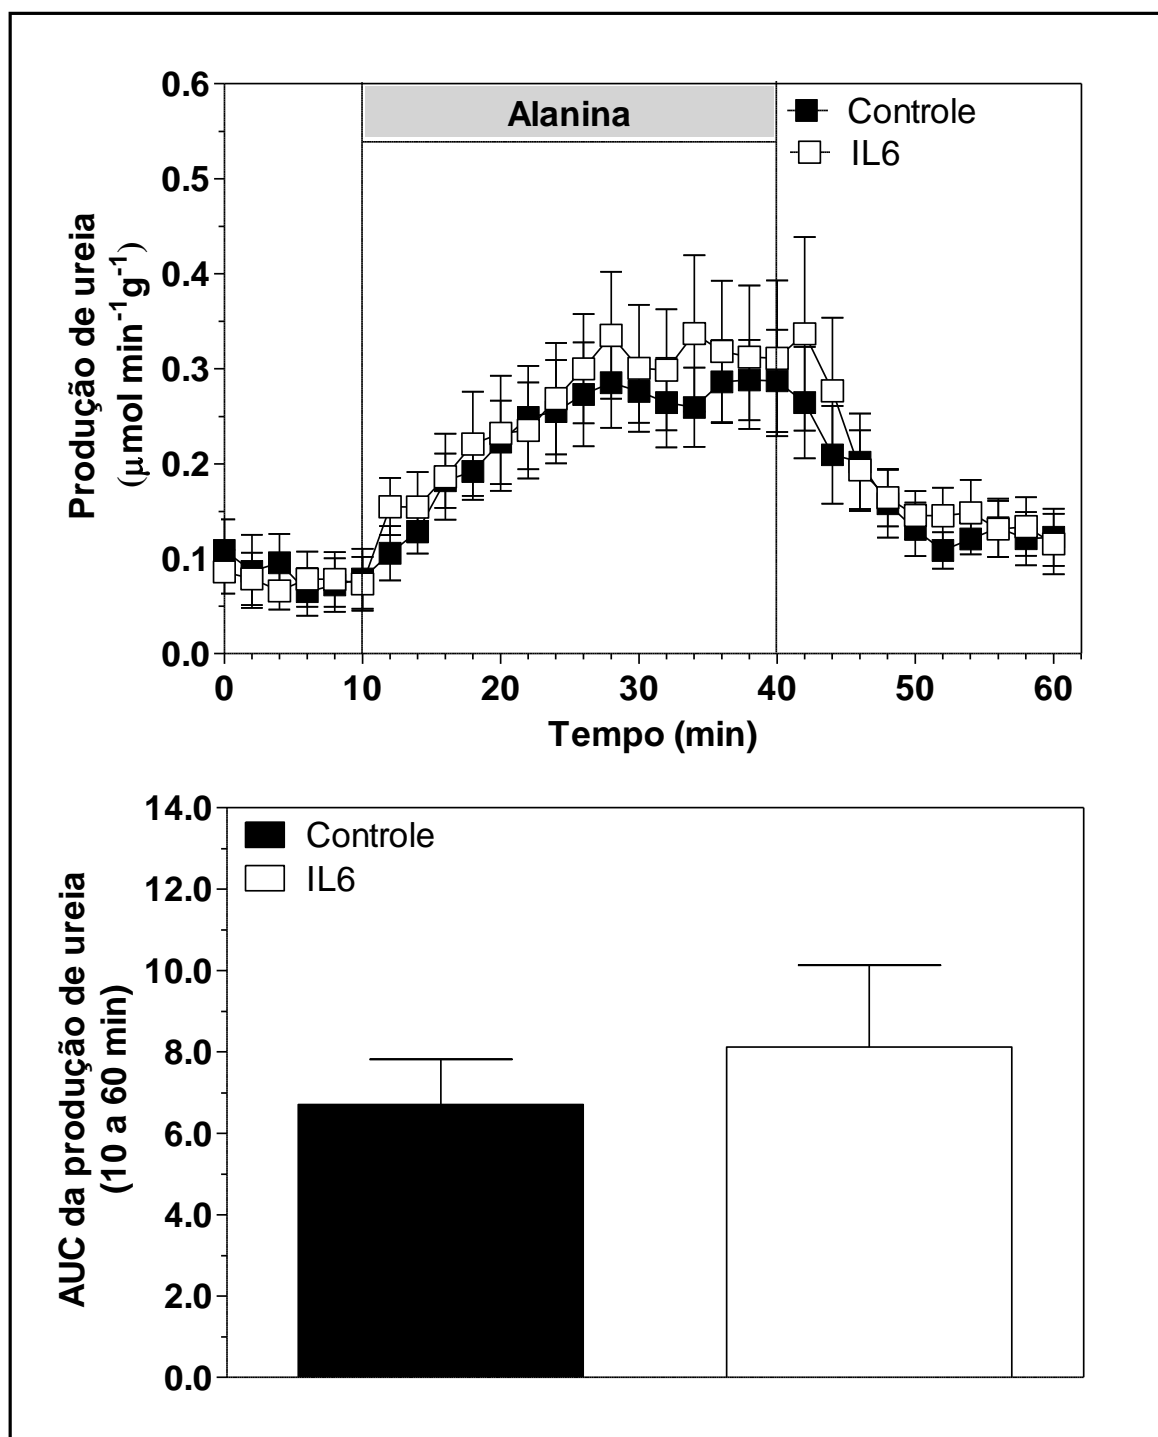 0.6
0.5
0.4
0.3
0.2
0.1
0.0
Produção de ureia
(μmol min⁻¹g⁻¹)
Alanina
Controle
IL6
0 10 20 30 40 50 60
Tempo (min)
14.0
12.0
10.0
8.0
6.0
4.0
2.0
0.0
AUC da produção de ureia
(10 a 60 min)
Controle
IL6